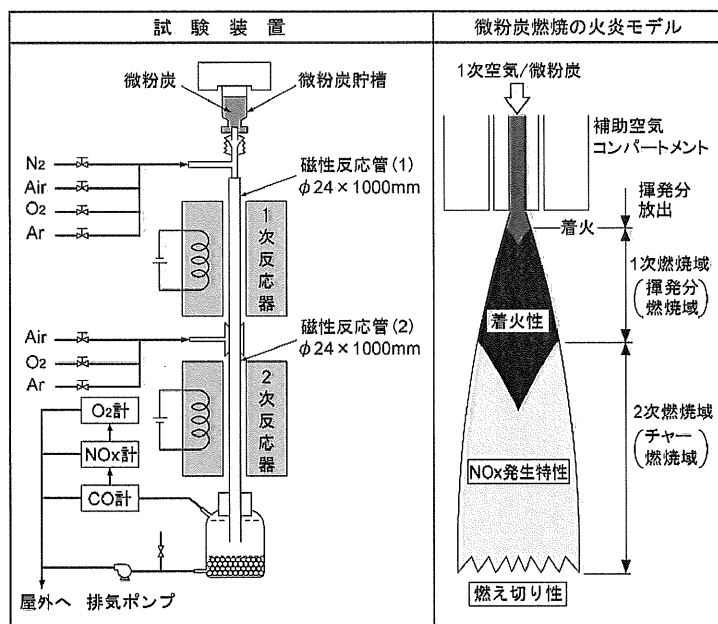 試験装置
微粉炭燃焼の火炎モデル
微粉炭
微粉炭貯槽
N₂
Air
O₂
Ar
磁性反応管(1)
φ24×1000mm
1次反応器
Air
O₂
Ar
磁性反応管(2)
φ24×1000mm
2次反応器
O₂計
NOx計
CO計
屋外へ
排気ポンプ
1次空気/微粉炭
補助空気
コンパートメント
揮発分
放出
着火
1次燃焼域
(揮発分
燃焼域)
着火性
2次燃焼域
(チャー
燃焼域)
NOx発生特性
燃え切り性